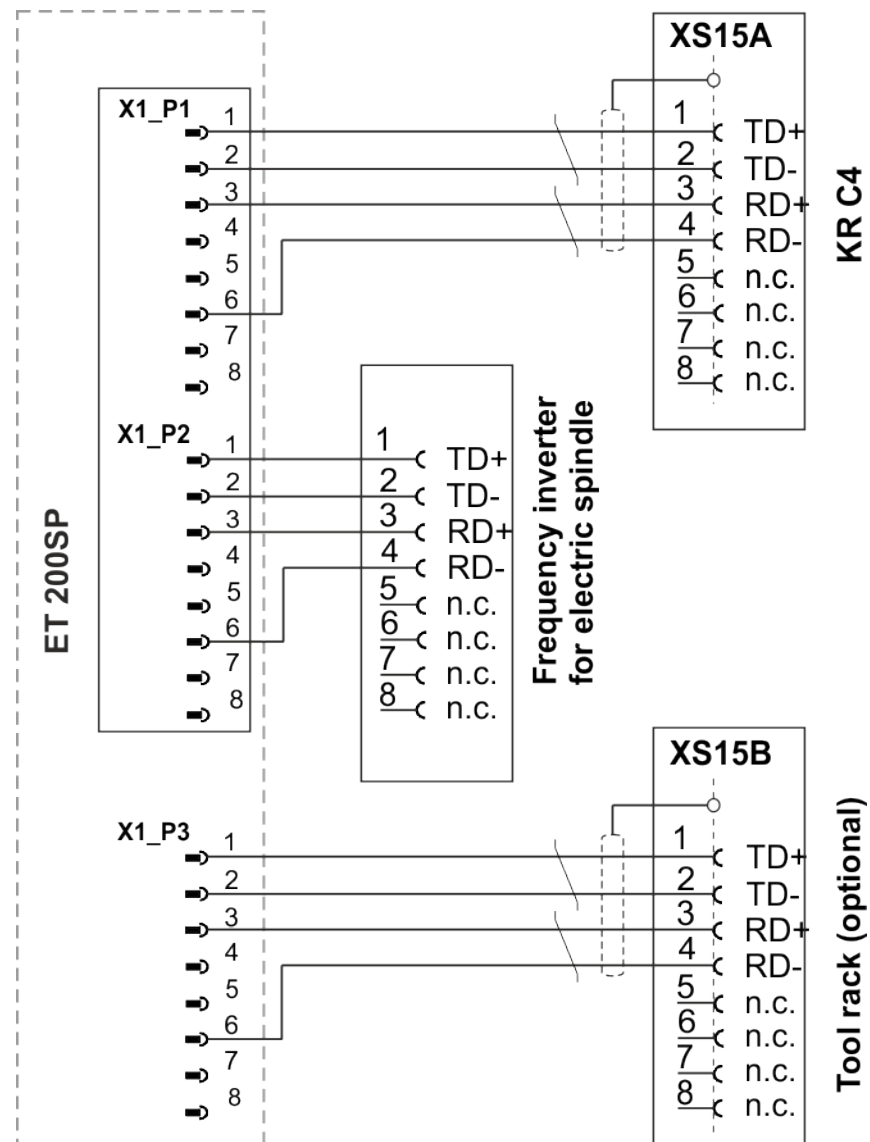 XS15A
X1_P1
1
2
3
4
5
6
7
8
1 TD+
2 TD-
3 RD+
4 RD-
5 n.c.
6 n.c.
7 n.c.
8 n.c.
KR C4
X1_P2
1
2
3
4
5
6
7
8
1 TD+
2 TD-
3 RD+
4 RD-
5 n.c.
6 n.c.
7 n.c.
8 n.c.
Frequency inverter
for electric spindle
ET 200SP
XS15B
X1_P3
1
2
3
4
5
6
7
8
1 TD+
2 TD-
3 RD+
4 RD-
5 n.c.
6 n.c.
7 n.c.
8 n.c.
Tool rack (optional)